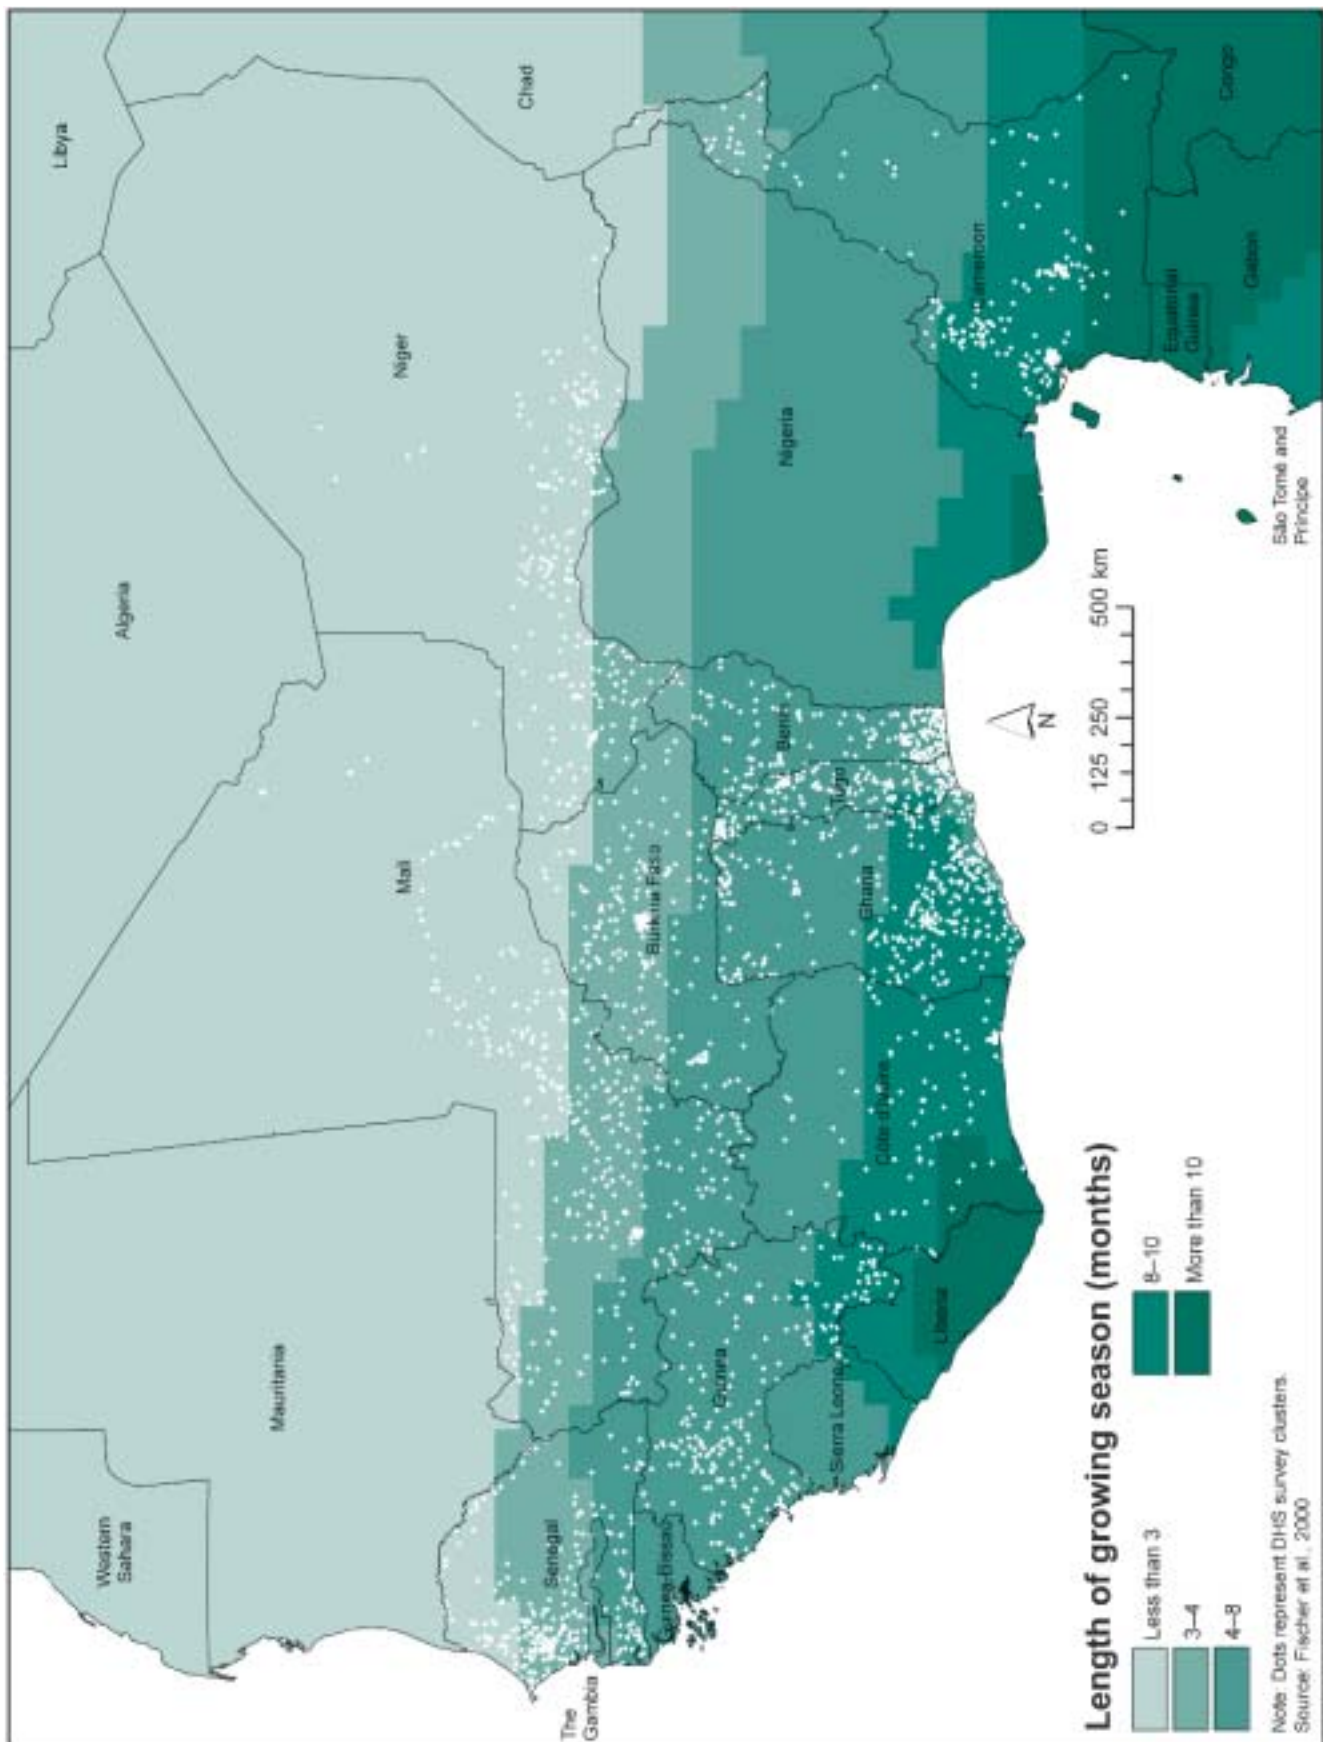 Western
Sahara
Mauritania
Algeria
Libya
Mali
Niger
Chad
The
Gambia
Senegal
Guinea-Bissau
Guinea
Sierra Leone
Liberia
Côte d'Ivoire
Burkina Faso
Ghana
Togo
Benin
Nigeria
Cameroon
Equatorial
Guinea
Gabon
Congo
São Tomé and
Principe
N
0 125 250 500 km
Length of growing season (months)
Less than 3
3–4
4–8
8–10
More than 10
Note: Dots represent DHS survey clusters.
Source: Fischer et al., 2000